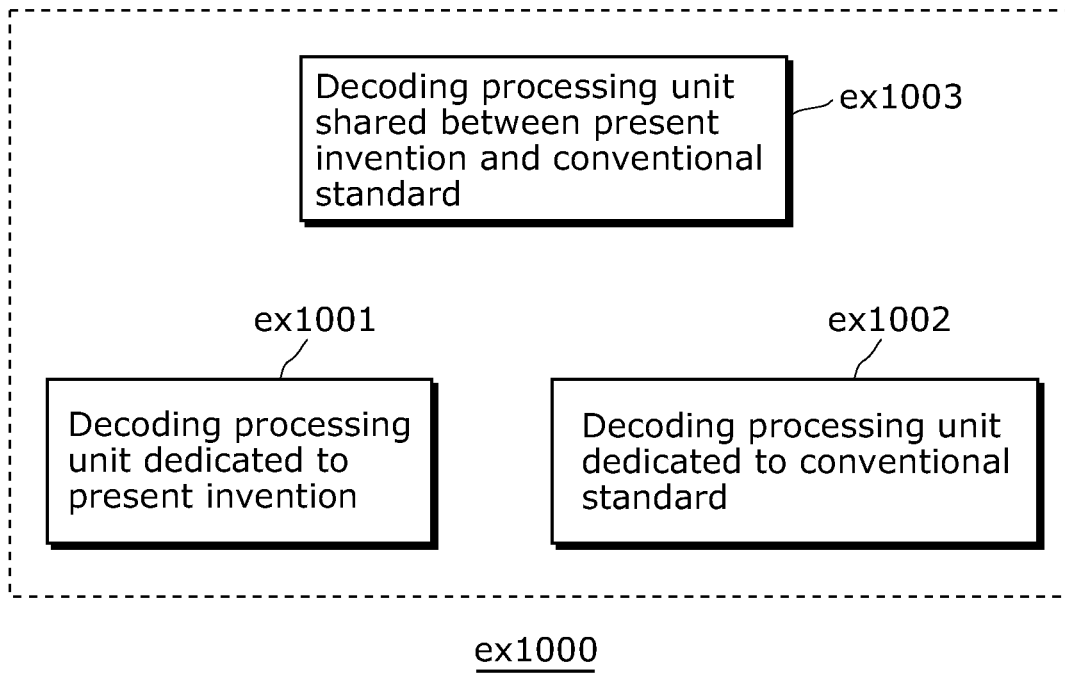 Decoding processing unit
shared between present
invention and conventional
standard
ex1003
ex1001
ex1002
Decoding processing
unit dedicated to
present invention
Decoding processing unit
dedicated to conventional
standard
ex1000